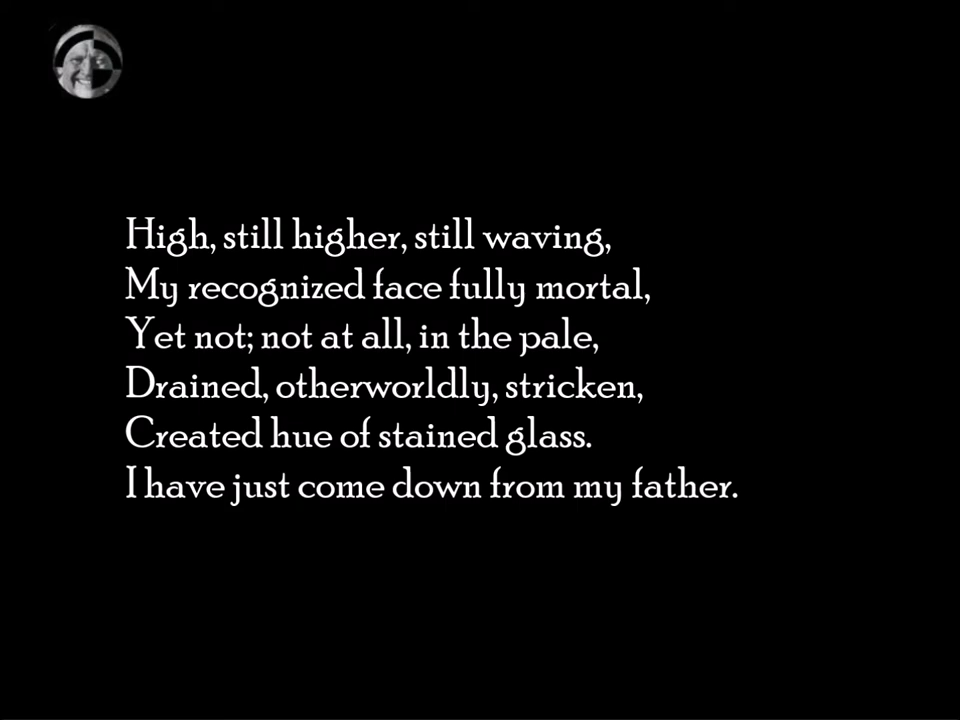 High, still higher, still waving,
My recognized face fully mortal,
Yet not; not at all, in the pale,
Drained, otherworldly, stricken,
Created hue of stained glass.
I have just come down from my father.